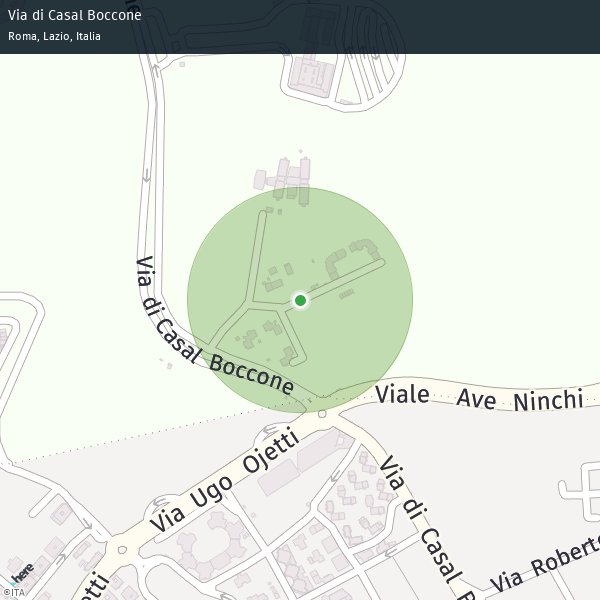 Via di Casal Boccone
Roma, Lazio, Italia
Via di Casal Boccone
Viale Ave Ninchi
Via Ugo Ojetti
Via di Casal B
Via Roberto
etti
here
©ITA